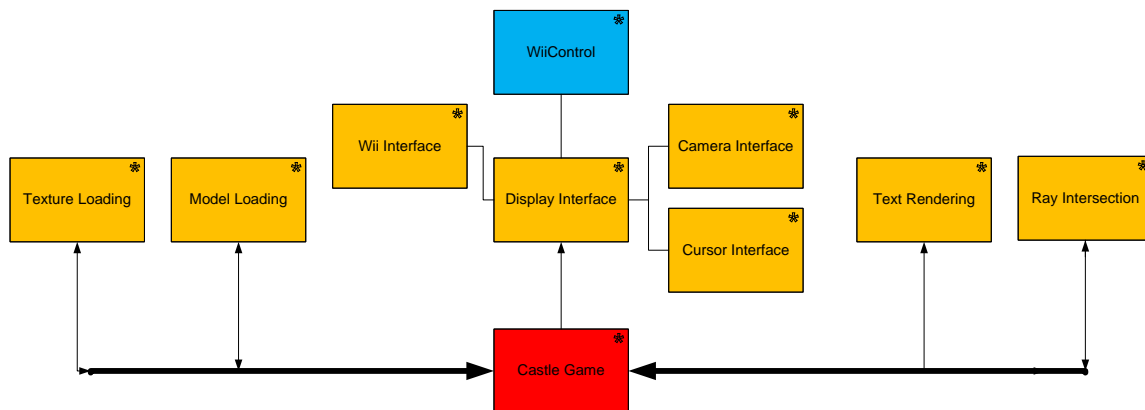 WiiControl
Wii Interface
Camera Interface
Texture Loading
Model Loading
Display Interface
Text Rendering
Ray Intersection
Cursor Interface
Castle Game